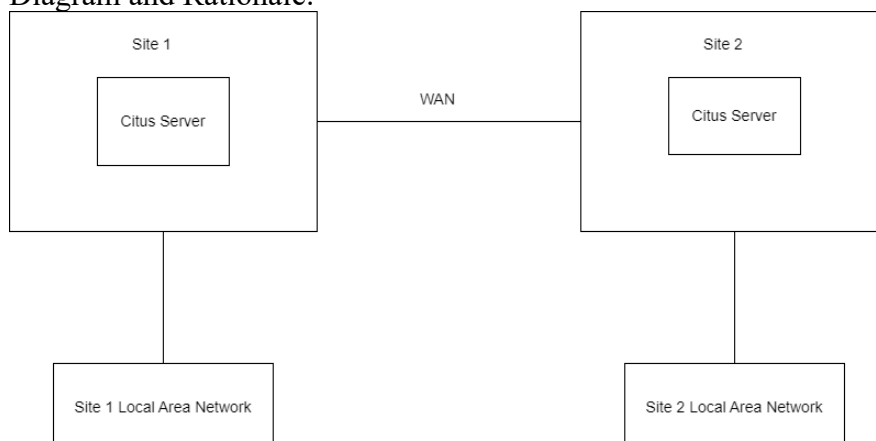 Diagram and Rationale:
Site 1
Site 2
WAN
Citus Server
Citus Server
Site 1 Local Area Network
Site 2 Local Area Network